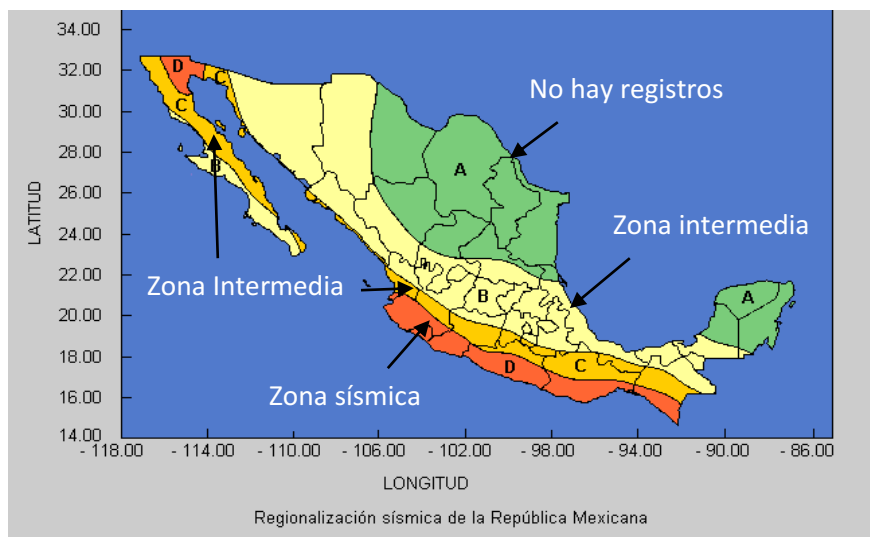 34.00
32.00
30.00
28.00
26.00
24.00
22.00
20.00
18.00
16.00
14.00
LATITUD
D
C
C
B
A
No hay registros
Zona intermedia
Zona Intermedia
B
A
Zona sísmica
D
C
- 118.00 - 114.00 - 110.00 - 106.00 - 102.00 - 98.00 - 94.00 - 90.00 - 86.00
LONGITUD
Regionalización sísmica de la República Mexicana